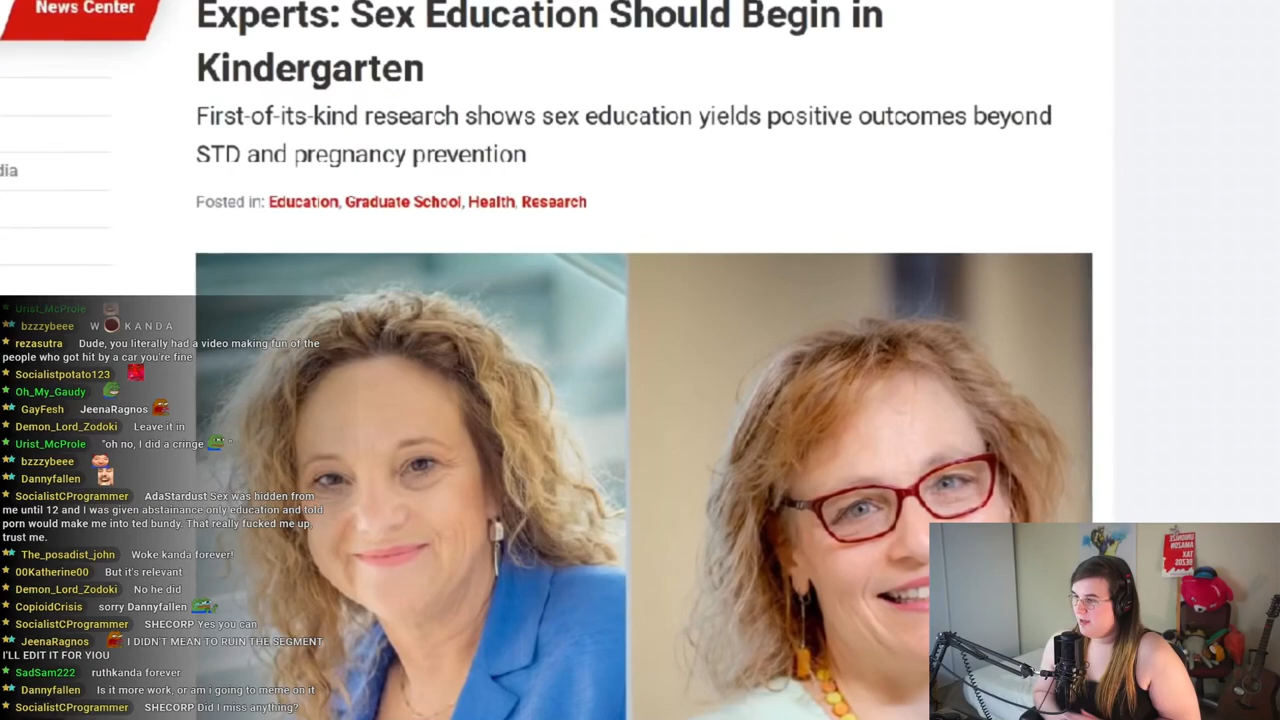 News Center
Experts: Sex Education Should Begin in
Kindergarten
First-of-its-kind research shows sex education yields positive outcomes beyond
STD and pregnancy prevention
dia
Posted in: Education, Graduate School, Health, Research
Urist_McProle
bzzzybeee W KANDA
rezasutra Dude, you literally had a video making fun of the
people who got hit by a car you're fine
Socialistpotato123
Oh_My_Gaudy
GayFesh JeenaRagnos
Demon_Lord_Zodoki Leave it in
Urist_McProle "oh no, I did a cringe "
bzzzybeee
Dannyfallen
SocialistCProgrammer AdaStardust Sex was hidden from
me until 12 and I was given abstainance only education and told
porn would make me into ted bundy. That really fucked me up,
trust me.
The_posadist_john Woke kanda forever!
00Katherine00 But it's relevant
Demon_Lord_Zodoki No he did
CopioidCrisis sorry Dannyfallen
SocialistCProgrammer SHECORP Yes you can
JeenaRagnos I DIDN'T MEAN TO RUIN THE SEGMENT
I'LL EDIT IT FOR YIOU
SadSam222 ruthkanda forever
Dannyfallen Is it more work, or am i going to meme on it
SocialistCProgrammer SHECORP Did I miss anything?
AMAZON
TAX
BEZOS